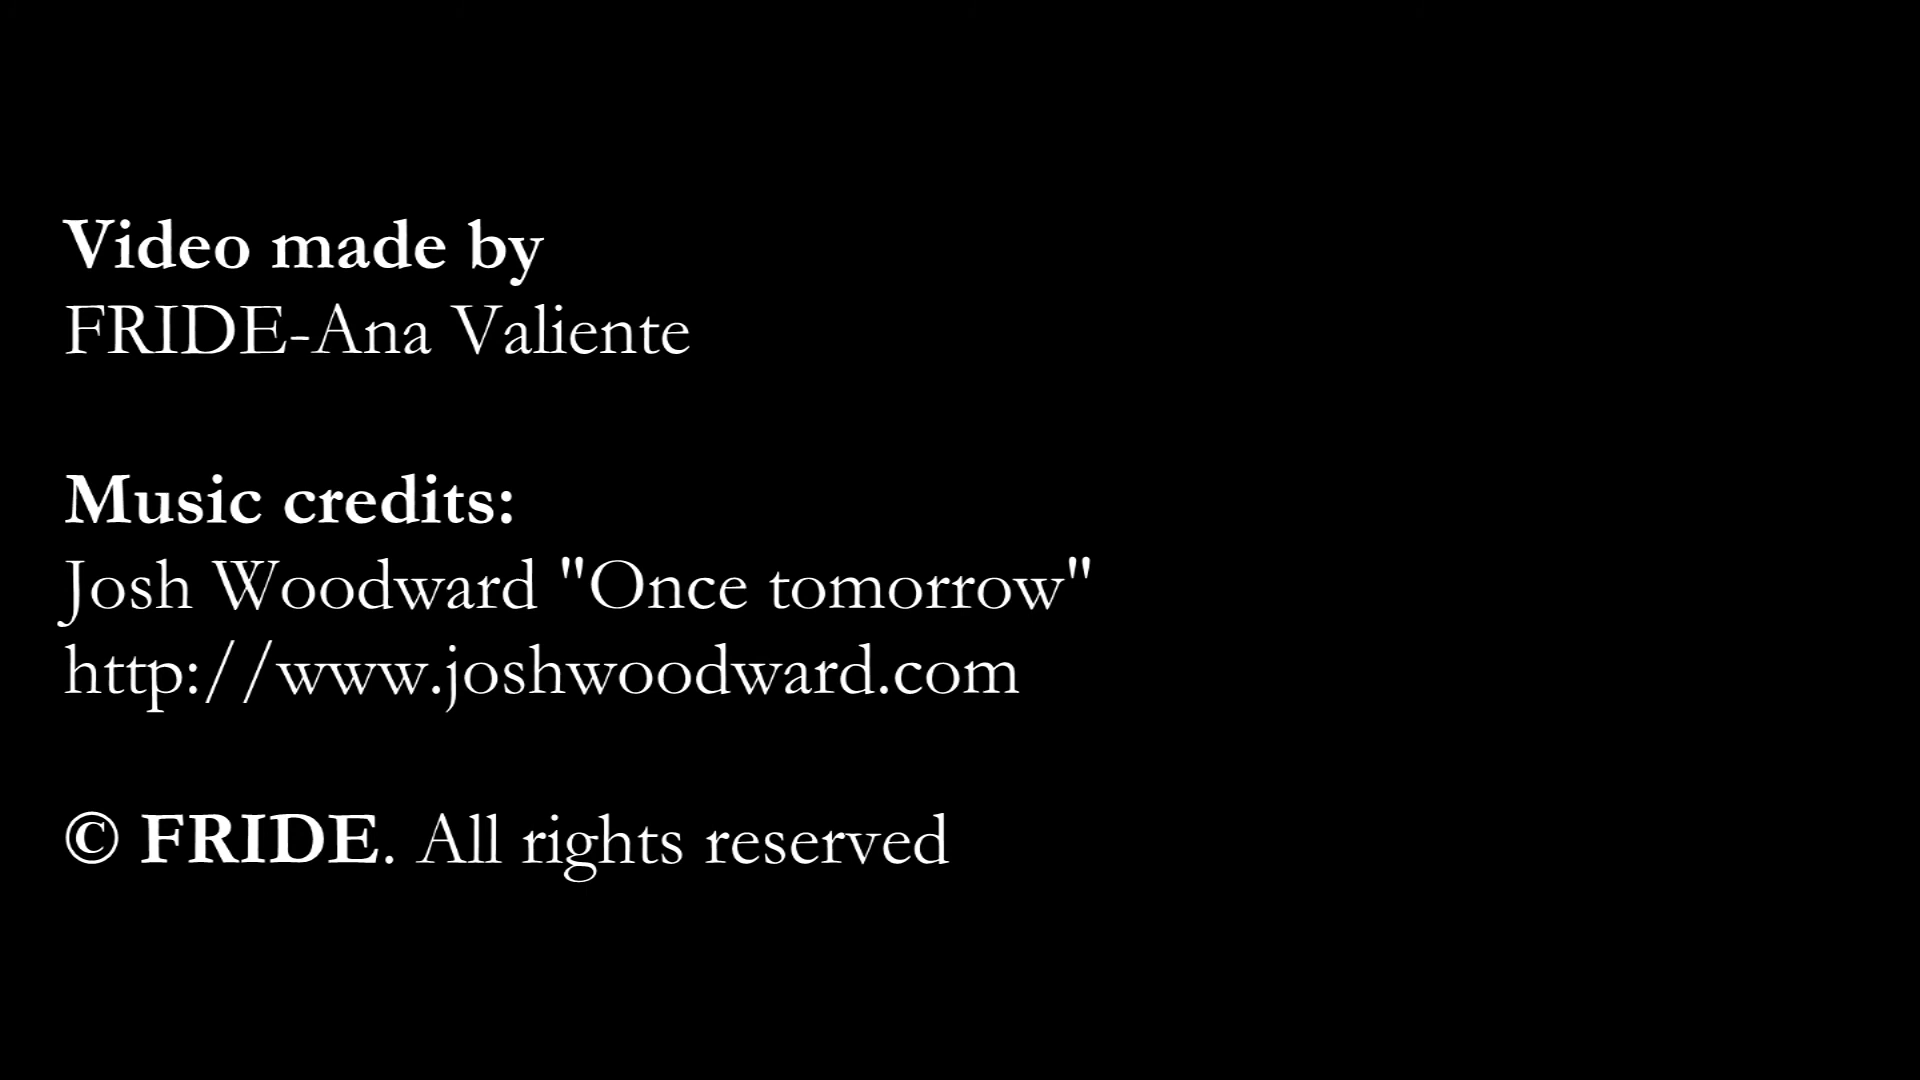 Video made by
FRIDE-Ana Valiente
Music credits:
Josh Woodward "Once tomorrow"
http://www.joshwoodward.com
© FRIDE. All rights reserved